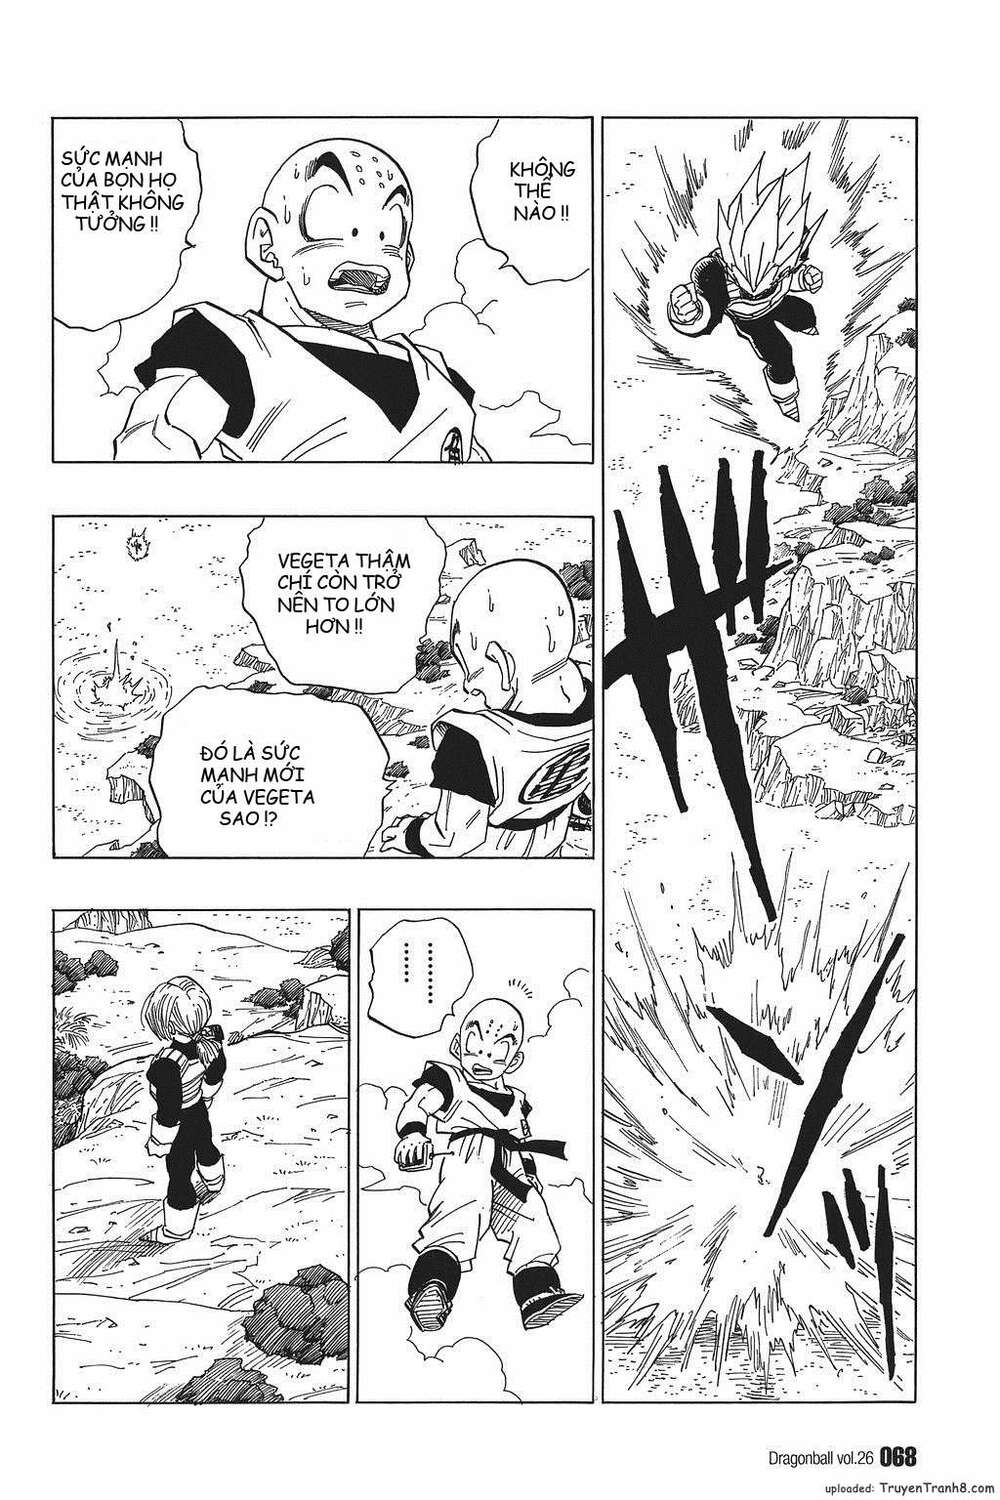 KHÔNG
THỂ
NÀO !!
SỨC MẠNH
CỦA BỌN HỌ
THẬT KHÔNG
TƯỞNG !!
VEGETA THẬM
CHÍ CÒN TRỞ
NÊN TO LỚN
HƠN !!
ĐÓ LÀ SỨC
MẠNH MỚI
CỦA VEGETA
SAO !?
Dragonball vol.26 068
uploaded: TruyenTranh8.com